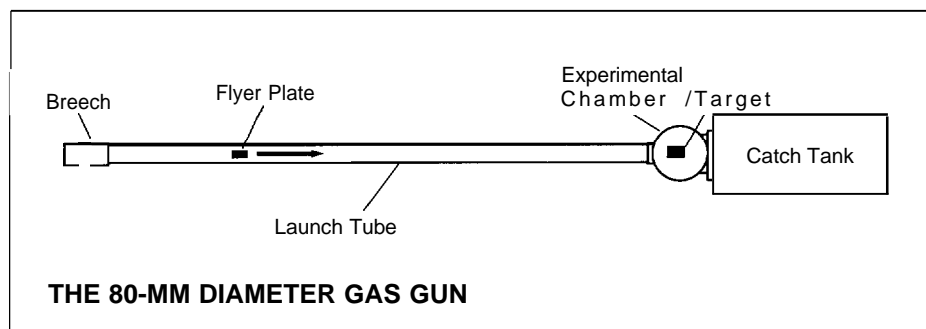 Experimental
Flyer Plate
Chamber /Target
Breech
Catch Tank
Launch Tube
THE 80-MM DIAMETER GAS GUN